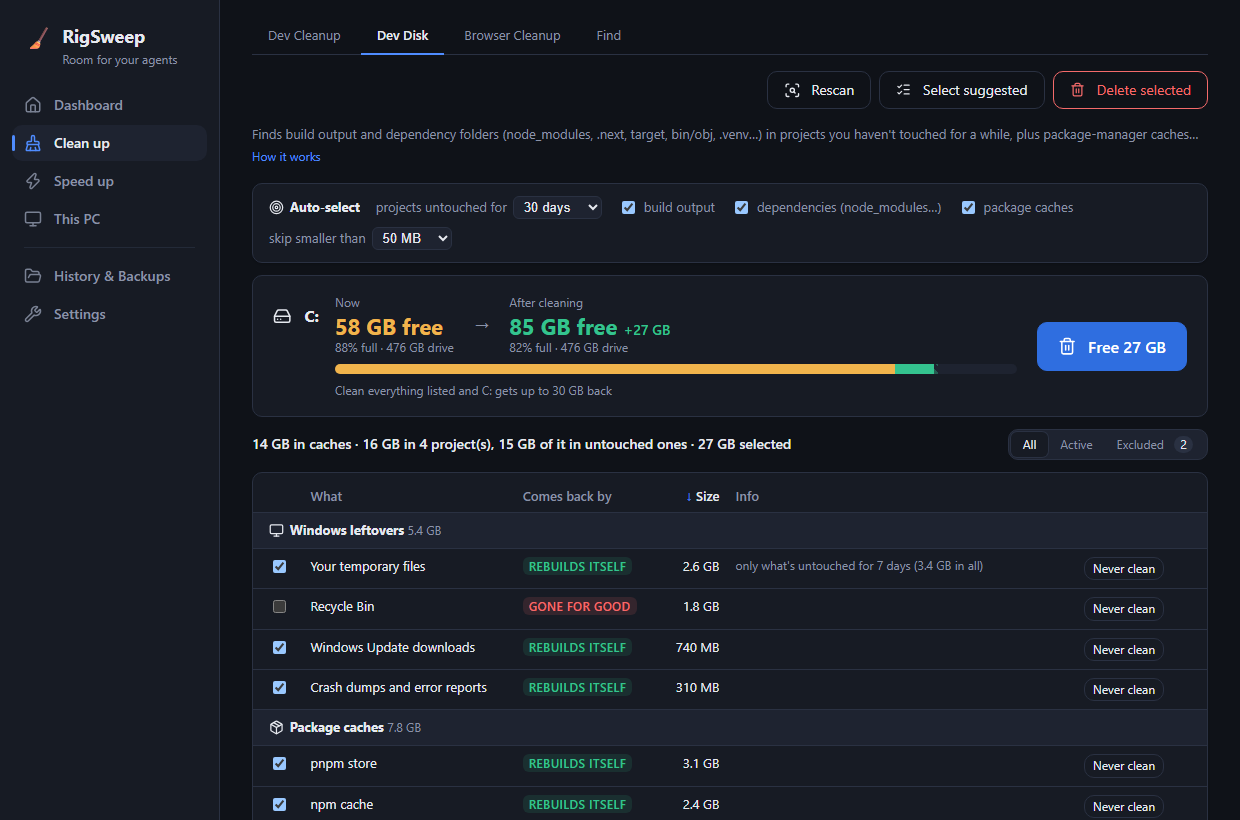 RigSweep
Room for your agents
Dashboard
Clean up
Speed up
This PC
History & Backups
Settings
Dev Cleanup Dev Disk Browser Cleanup Find
Rescan Select suggested Delete selected
Finds build output and dependency folders (node_modules, .next, target, bin/obj, .venv...) in projects you haven't touched for a while, plus package-manager caches...
How it works
Auto-select projects untouched for 30 days build output dependencies (node_modules...) package caches
skip smaller than 50 MB
C:
Now
58 GB free
88% full · 476 GB drive
→
After cleaning
85 GB free +27 GB
82% full · 476 GB drive
Clean everything listed and C: gets up to 30 GB back
Free 27 GB
14 GB in caches · 16 GB in 4 project(s), 15 GB of it in untouched ones · 27 GB selected
All Active Excluded 2
What Comes back by ↓ Size Info
Windows leftovers 5.4 GB
Your temporary files REBUILDS ITSELF 2.6 GB only what's untouched for 7 days (3.4 GB in all) Never clean
Recycle Bin GONE FOR GOOD 1.8 GB Never clean
Windows Update downloads REBUILDS ITSELF 740 MB Never clean
Crash dumps and error reports REBUILDS ITSELF 310 MB Never clean
Package caches 7.8 GB
pnpm store REBUILDS ITSELF 3.1 GB Never clean
npm cache REBUILDS ITSELF 2.4 GB Never clean